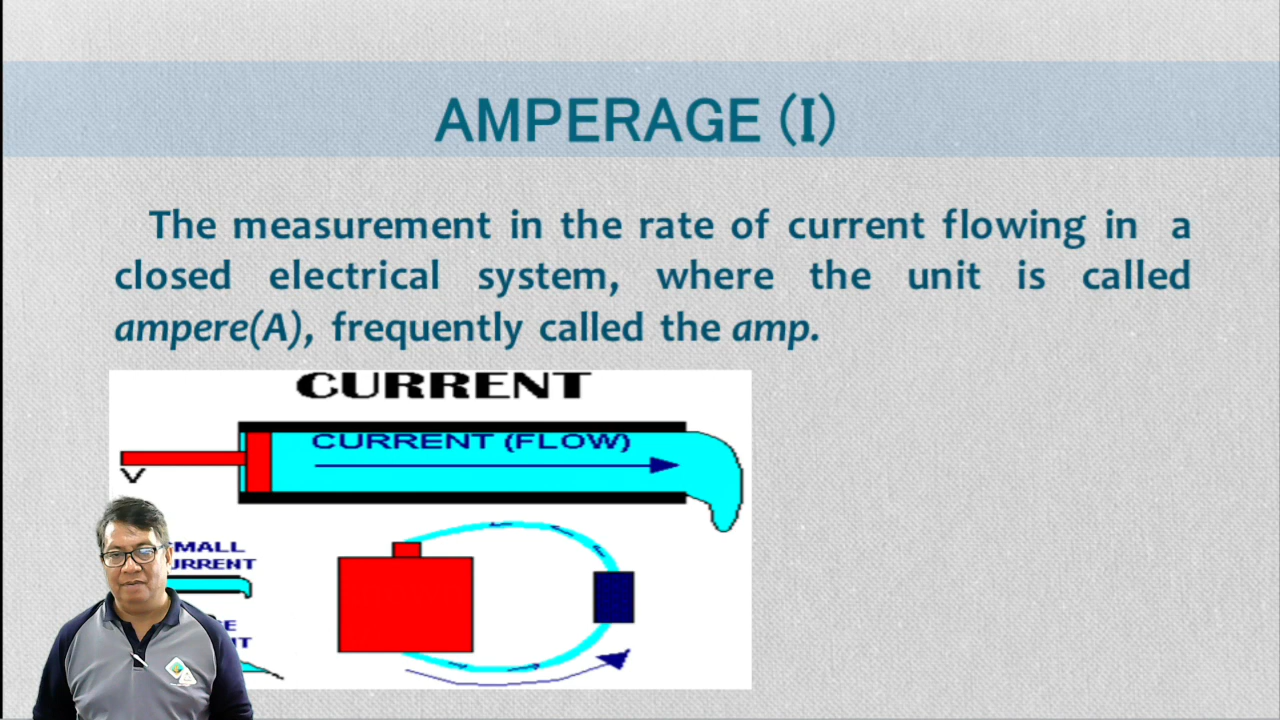 AMPERAGE (I)
The measurement in the rate of current flowing in a
closed electrical system, where the unit is called
ampere(A), frequently called the amp.
CURRENT
CURRENT (FLOW)
V